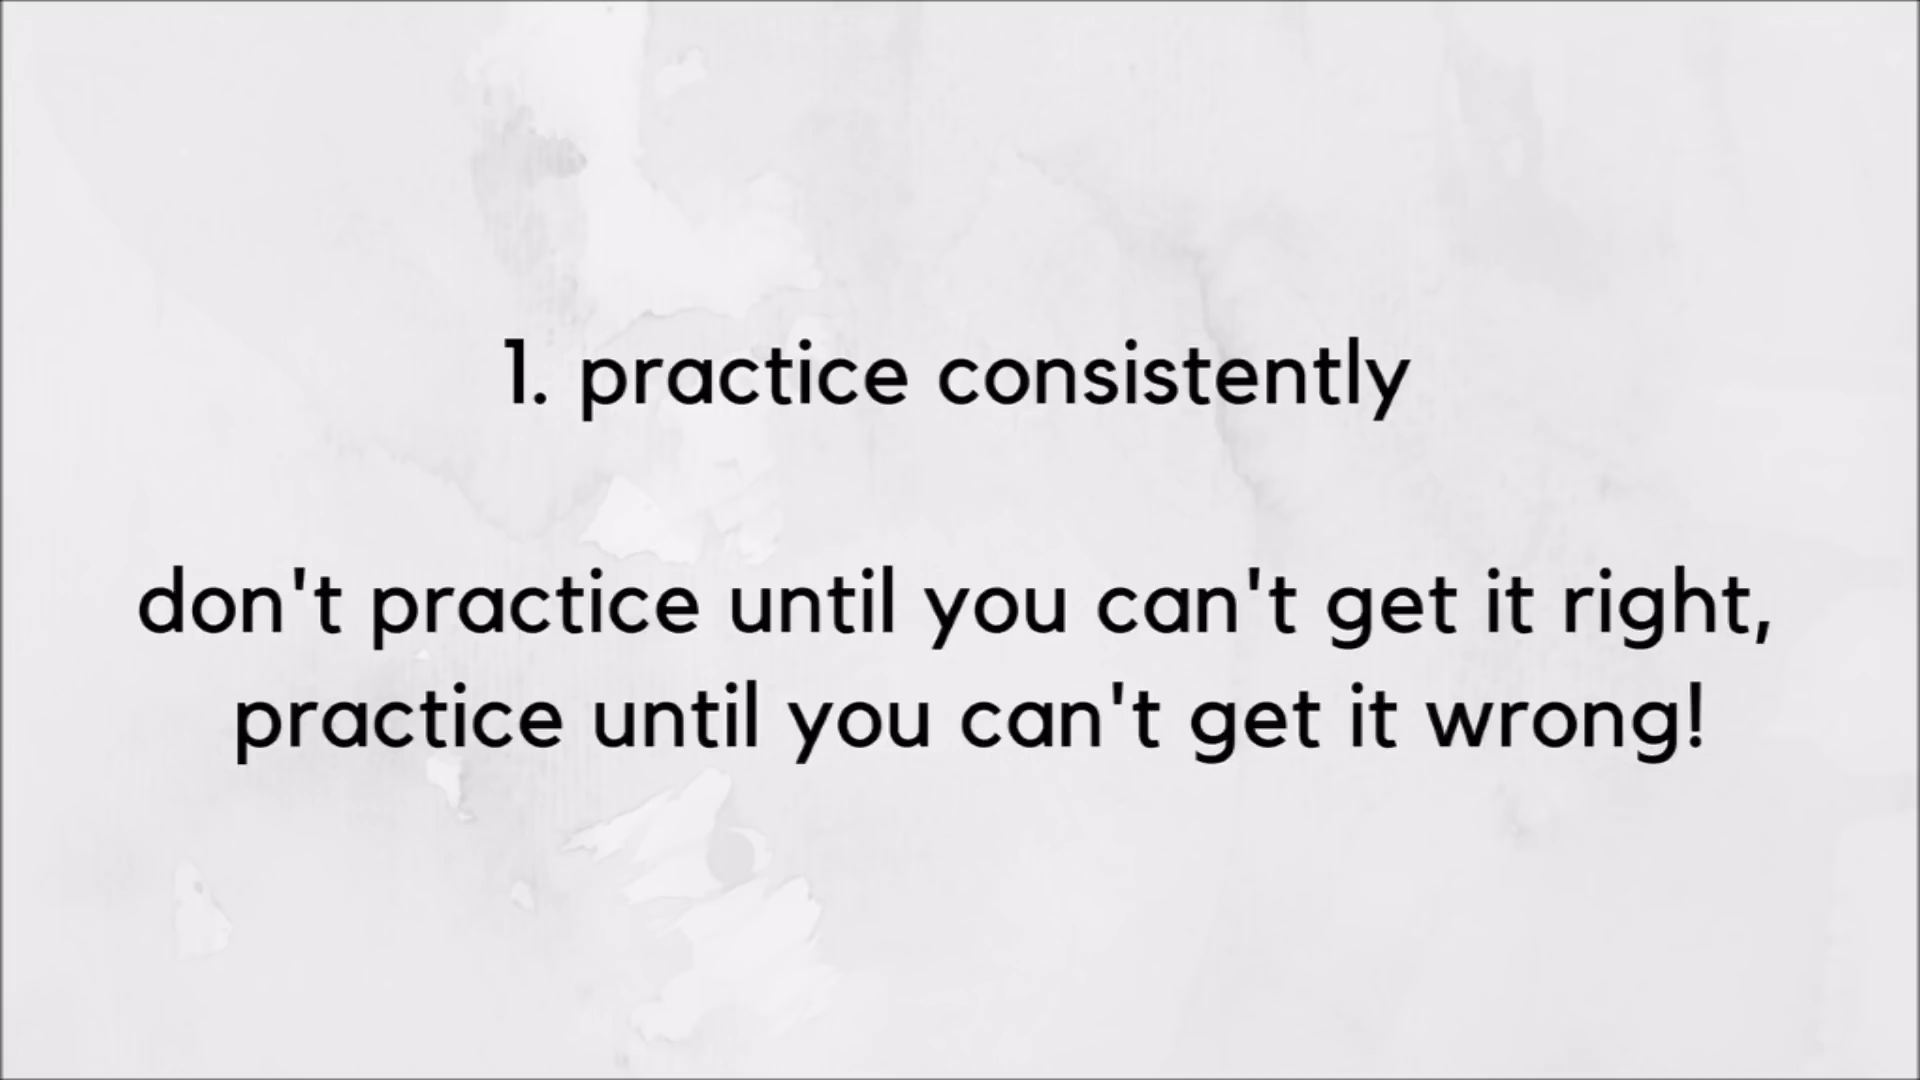 1. practice consistently
don't practice until you can't get it right,
practice until you can't get it wrong!